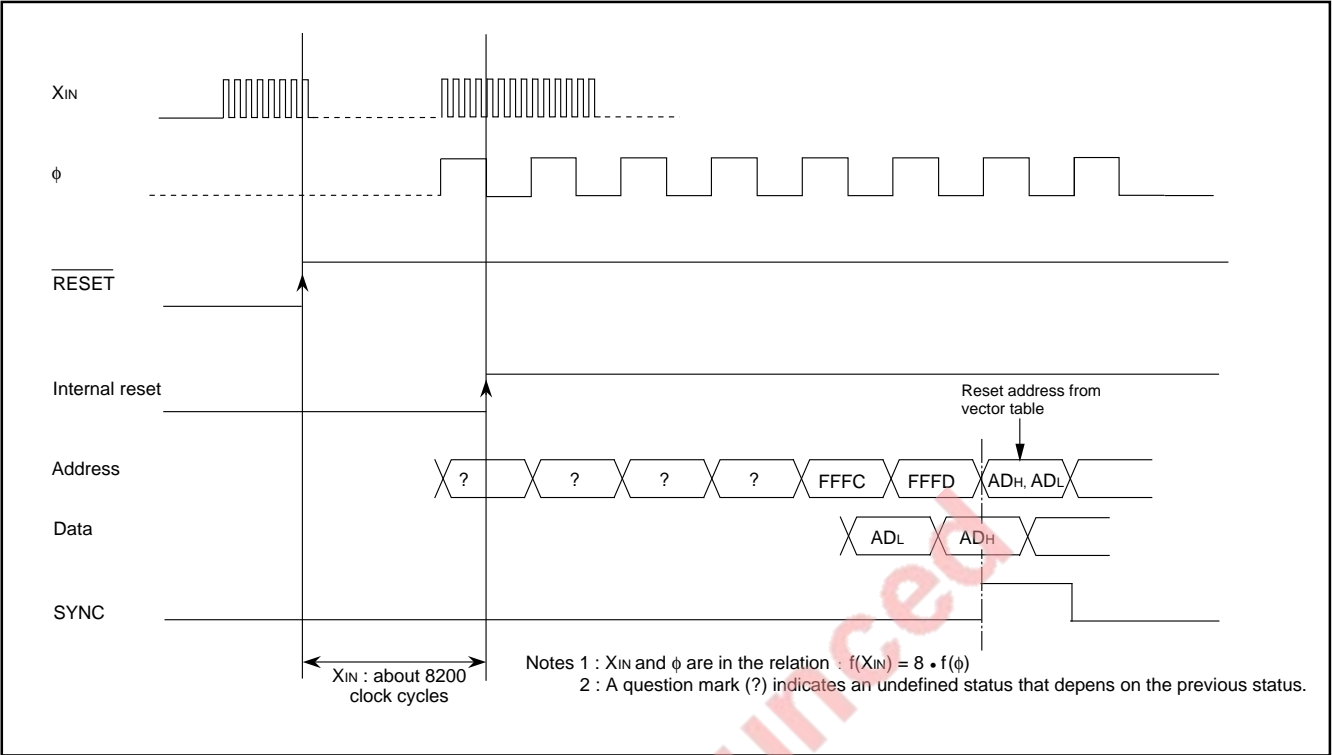 XIN
ϕ
RESET
Internal reset
Reset address from
vector table
Address
? ? ? ? FFFC FFFD ADH, ADL
Data
ADL ADH
SYNC
XIN : about 8200
clock cycles
Notes 1 : XIN and ϕ are in the relation : f(XIN) = 8 • f(ϕ)
2 : A question mark (?) indicates an undefined status that depens on the previous status.
unced